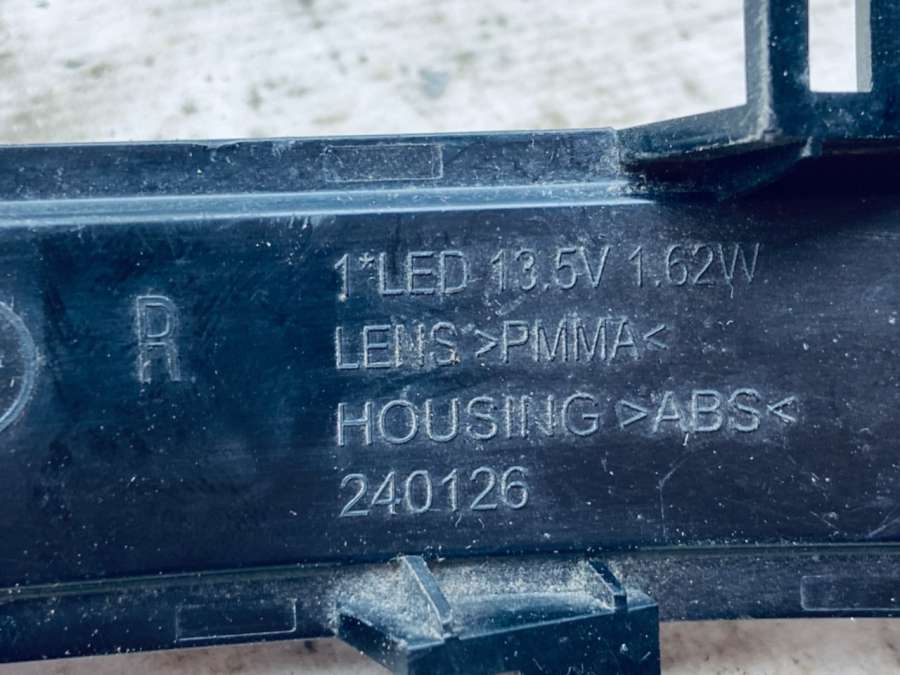 1*LED 13.5V 1.62W
R
LENS >PMMA<
HOUSING >ABS<
240126